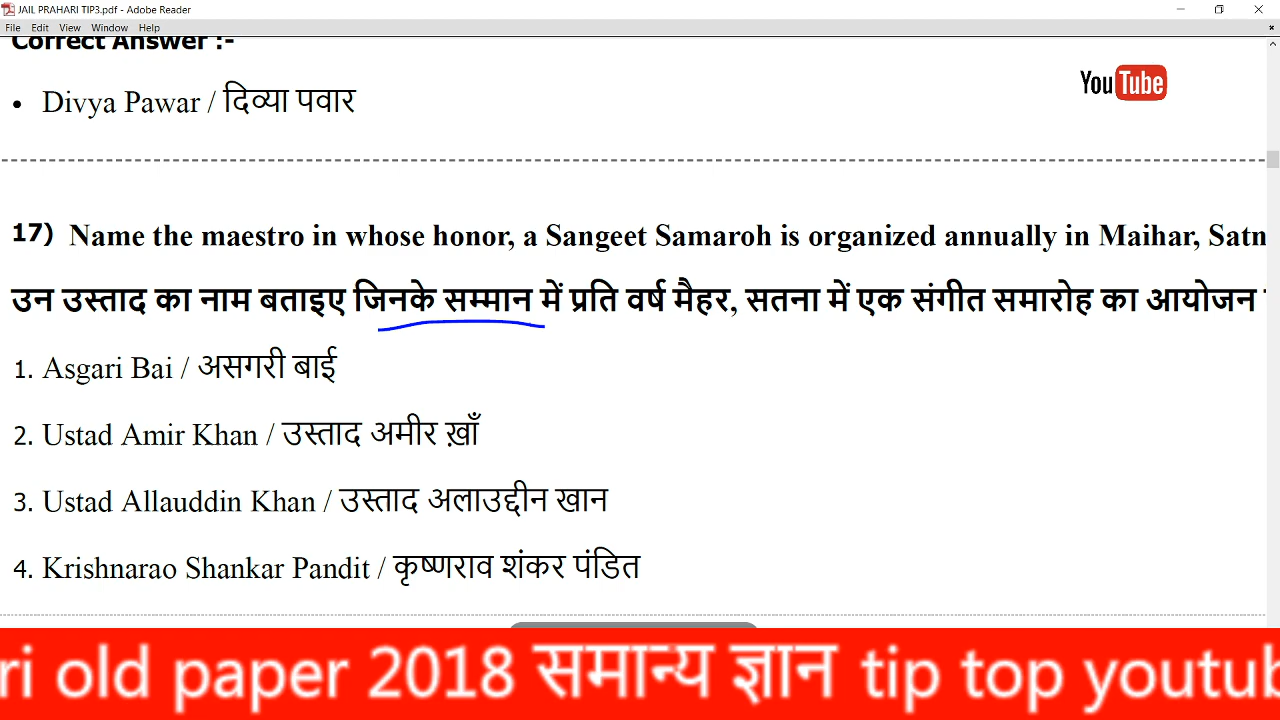 JAIL PRAHARI TIP3.pdf - Adobe Reader
File Edit View Window Help
Correct Answer :-
• Divya Pawar / दिव्या पवार
YouTube
17) Name the maestro in whose honor, a Sangeet Samaroh is organized annually in Maihar, Satn
उन उस्ताद का नाम बताइए जिनके सम्मान में प्रति वर्ष मैहर, सतना में एक संगीत समारोह का आयोजन
1. Asgari Bai / असगरी बाई
2. Ustad Amir Khan / उस्ताद अमीर ख़ाँ
3. Ustad Allauddin Khan / उस्ताद अलाउद्दीन खान
4. Krishnarao Shankar Pandit / कृष्णराव शंकर पंडित
ri old paper 2018 समान्य ज्ञान tip top youtub